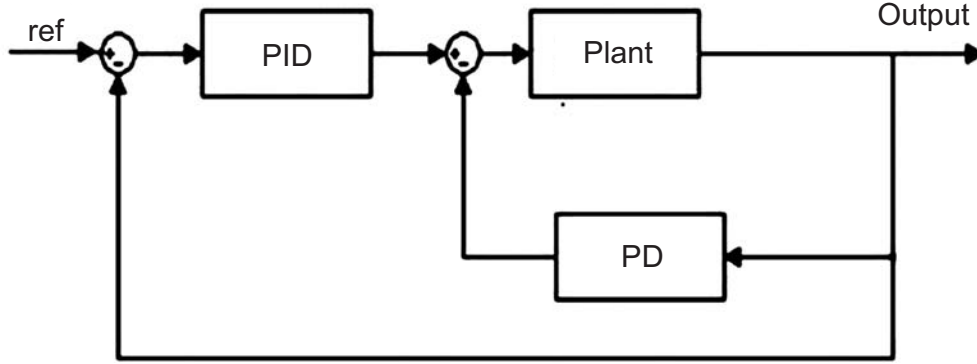 ref
PID
Plant
Output
PD